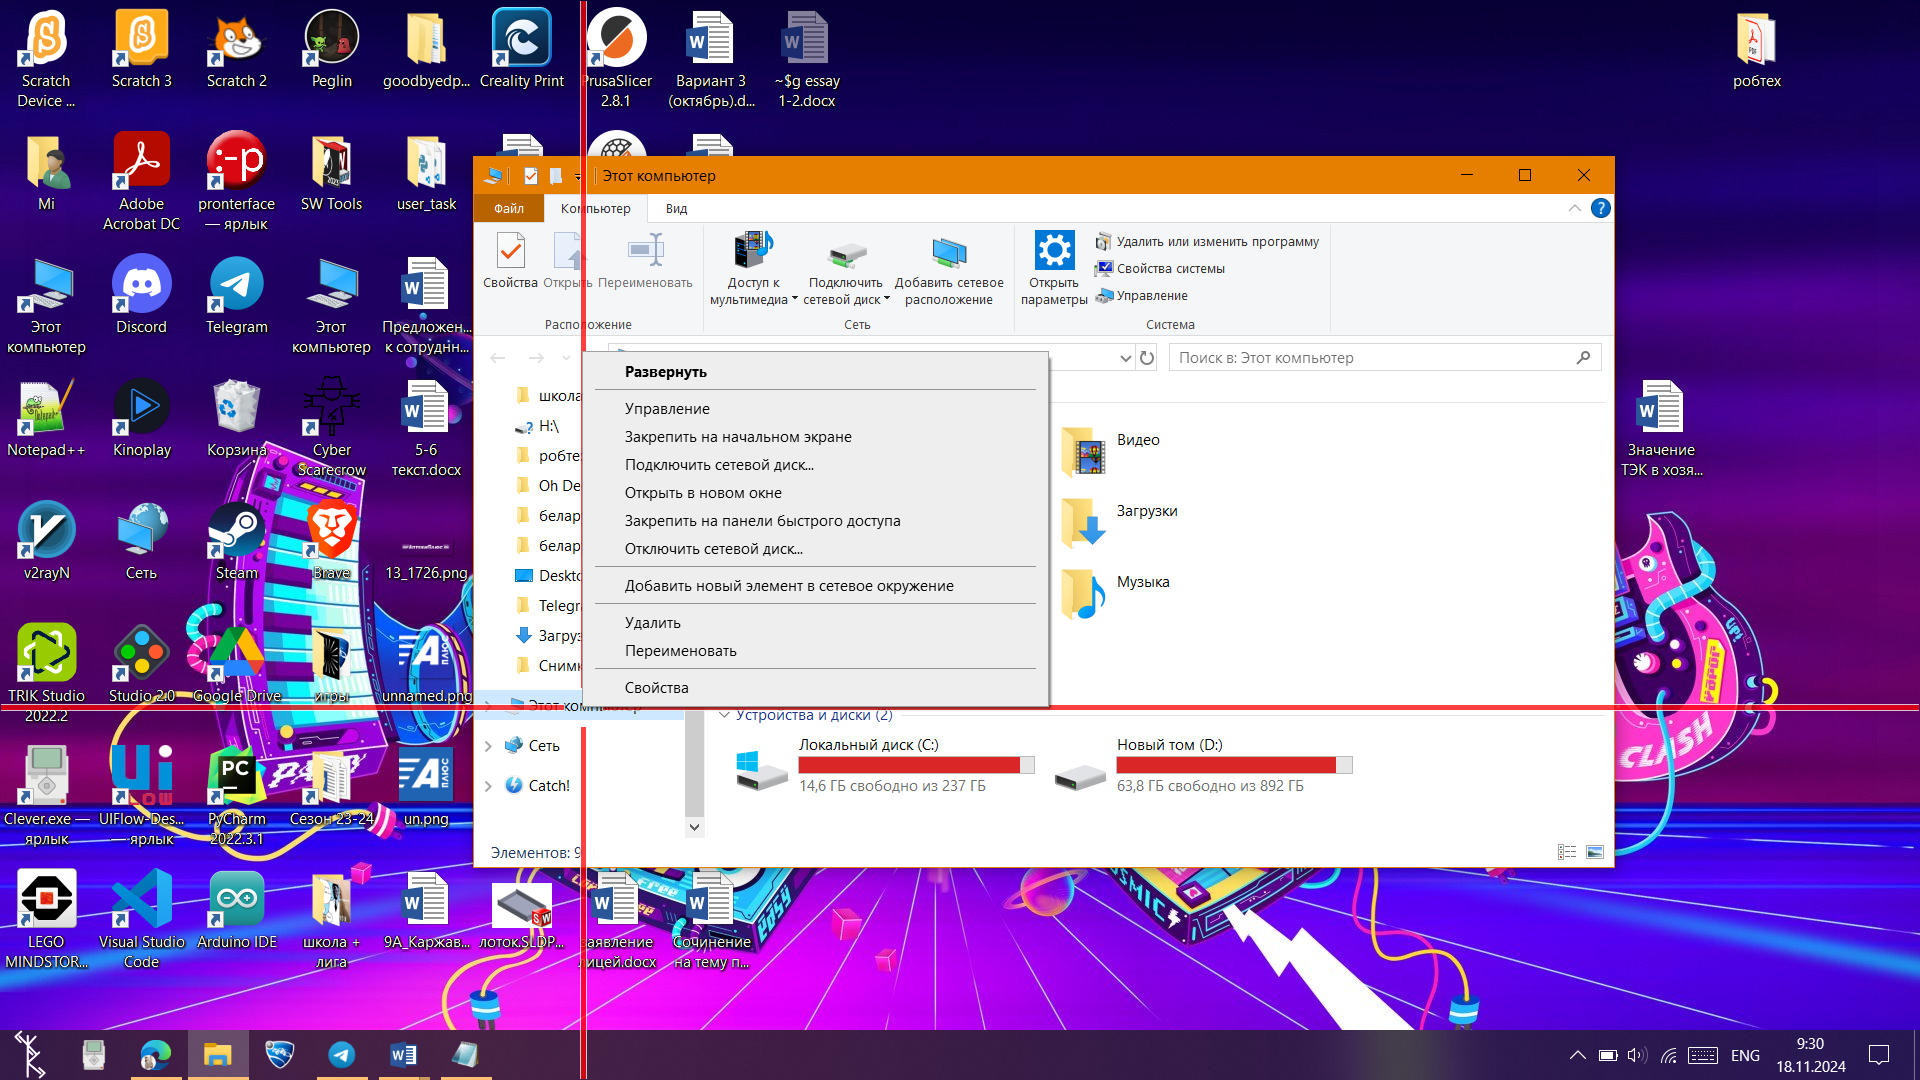 Scratch
Device ...
Scratch 3
Scratch 2
Peglin
goodbyedp...
Creality Print
PrusaSlicer
2.8.1
Вариант 3
(октябрь).d...
~$g essay
1-2.docx
робтех
Mi
Adobe
Acrobat DC
pronterface
— ярлык
SW Tools
user_task
Этот
компьютер
Discord
Telegram
Этот
компьютер
Предложен...
к сотруднн...
Notepad++
Kinoplay
Корзина
Cyber
Scarecrow
5-6
текст.docx
Значение
ТЭК в хозя...
v2rayN
Сеть
Steam
Brave
13_1726.png
TRIK Studio
2022.2
Studio 2.0
Google Drive
игры
unnamed.png
Clever.exe —
ярлык
UIFlow-Des...
— ярлык
PyCharm
2022.3.1
Сезон 23-24
un.png
LEGO
MINDSTOR...
Visual Studio
Code
Arduino IDE
школа +
лига
9А_Каржав...
лоток.SLDP...
заявление
лицей.docx
Сочинение
на тему п...
Этот компьютер
Файл
Компьютер
Вид
Свойства
Открыть
Переименовать
Расположение
Доступ к
мультимедиа
Подключить
сетевой диск
Добавить сетевое
расположение
Сеть
Открыть
параметры
Удалить или изменить программу
Свойства системы
Управление
Система
Поиск в: Этот компьютер
школа
H:\
робте
Oh De
белар
белар
Deskto
Telegr
Загруз
Снимк
Этот компьютер
Сеть
Catch!
Элементов: 9
Развернуть
Управление
Закрепить на начальном экране
Подключить сетевой диск...
Открыть в новом окне
Закрепить на панели быстрого доступа
Отключить сетевой диск...
Добавить новый элемент в сетевое окружение
Удалить
Переименовать
Свойства
Видео
Загрузки
Музыка
Устройства и диски (2)
Локальный диск (C:)
14,6 ГБ свободно из 237 ГБ
Новый том (D:)
63,8 ГБ свободно из 892 ГБ
CLASH
ENG
9:30
18.11.2024